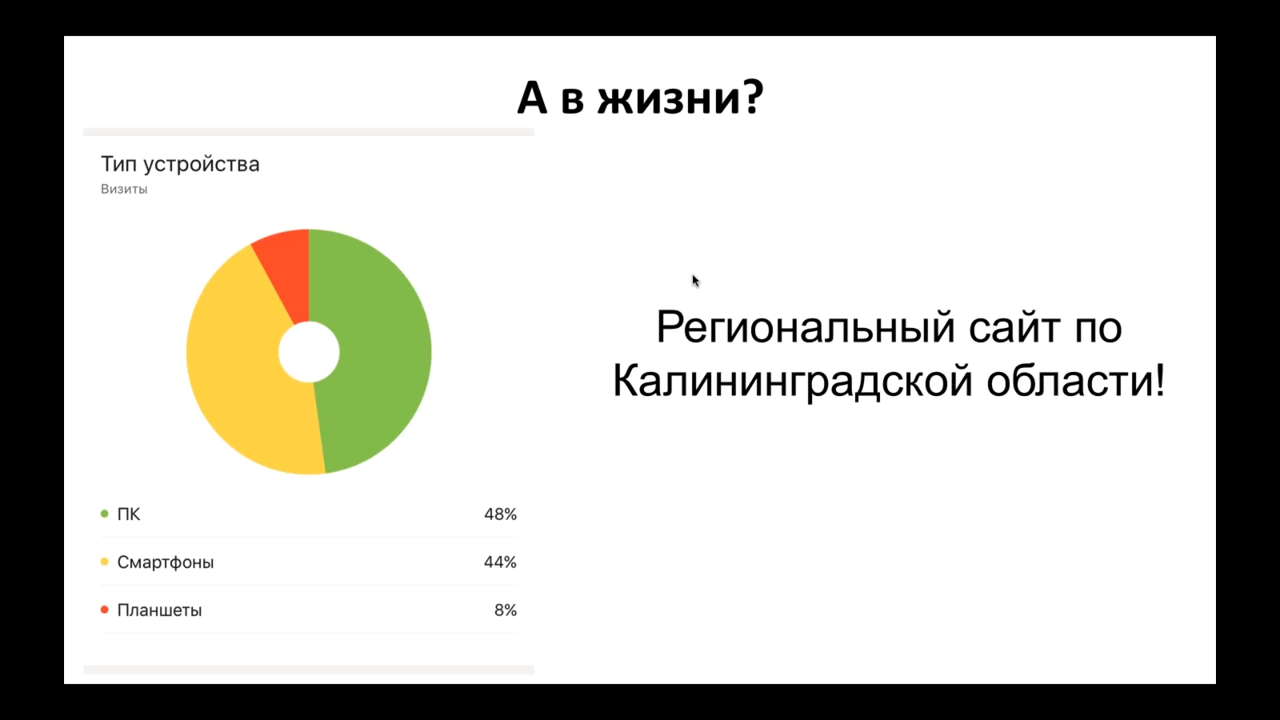 А в жизни?
Тип устройства
Визиты
ПК 48%
Смартфоны 44%
Планшеты 8%
Региональный сайт по
Калининградской области!